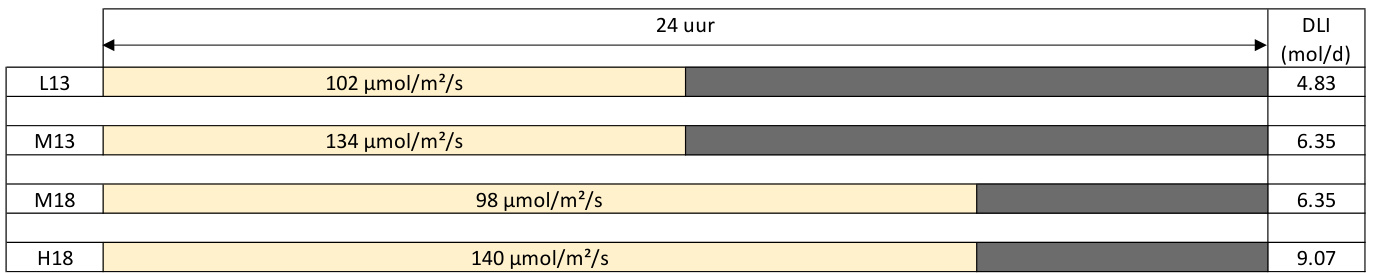 24 uur
DLI
(mol/d)
L13 102 µmol/m²/s 4.83
M13 134 µmol/m²/s 6.35
M18 98 µmol/m²/s 6.35
H18 140 µmol/m²/s 9.07